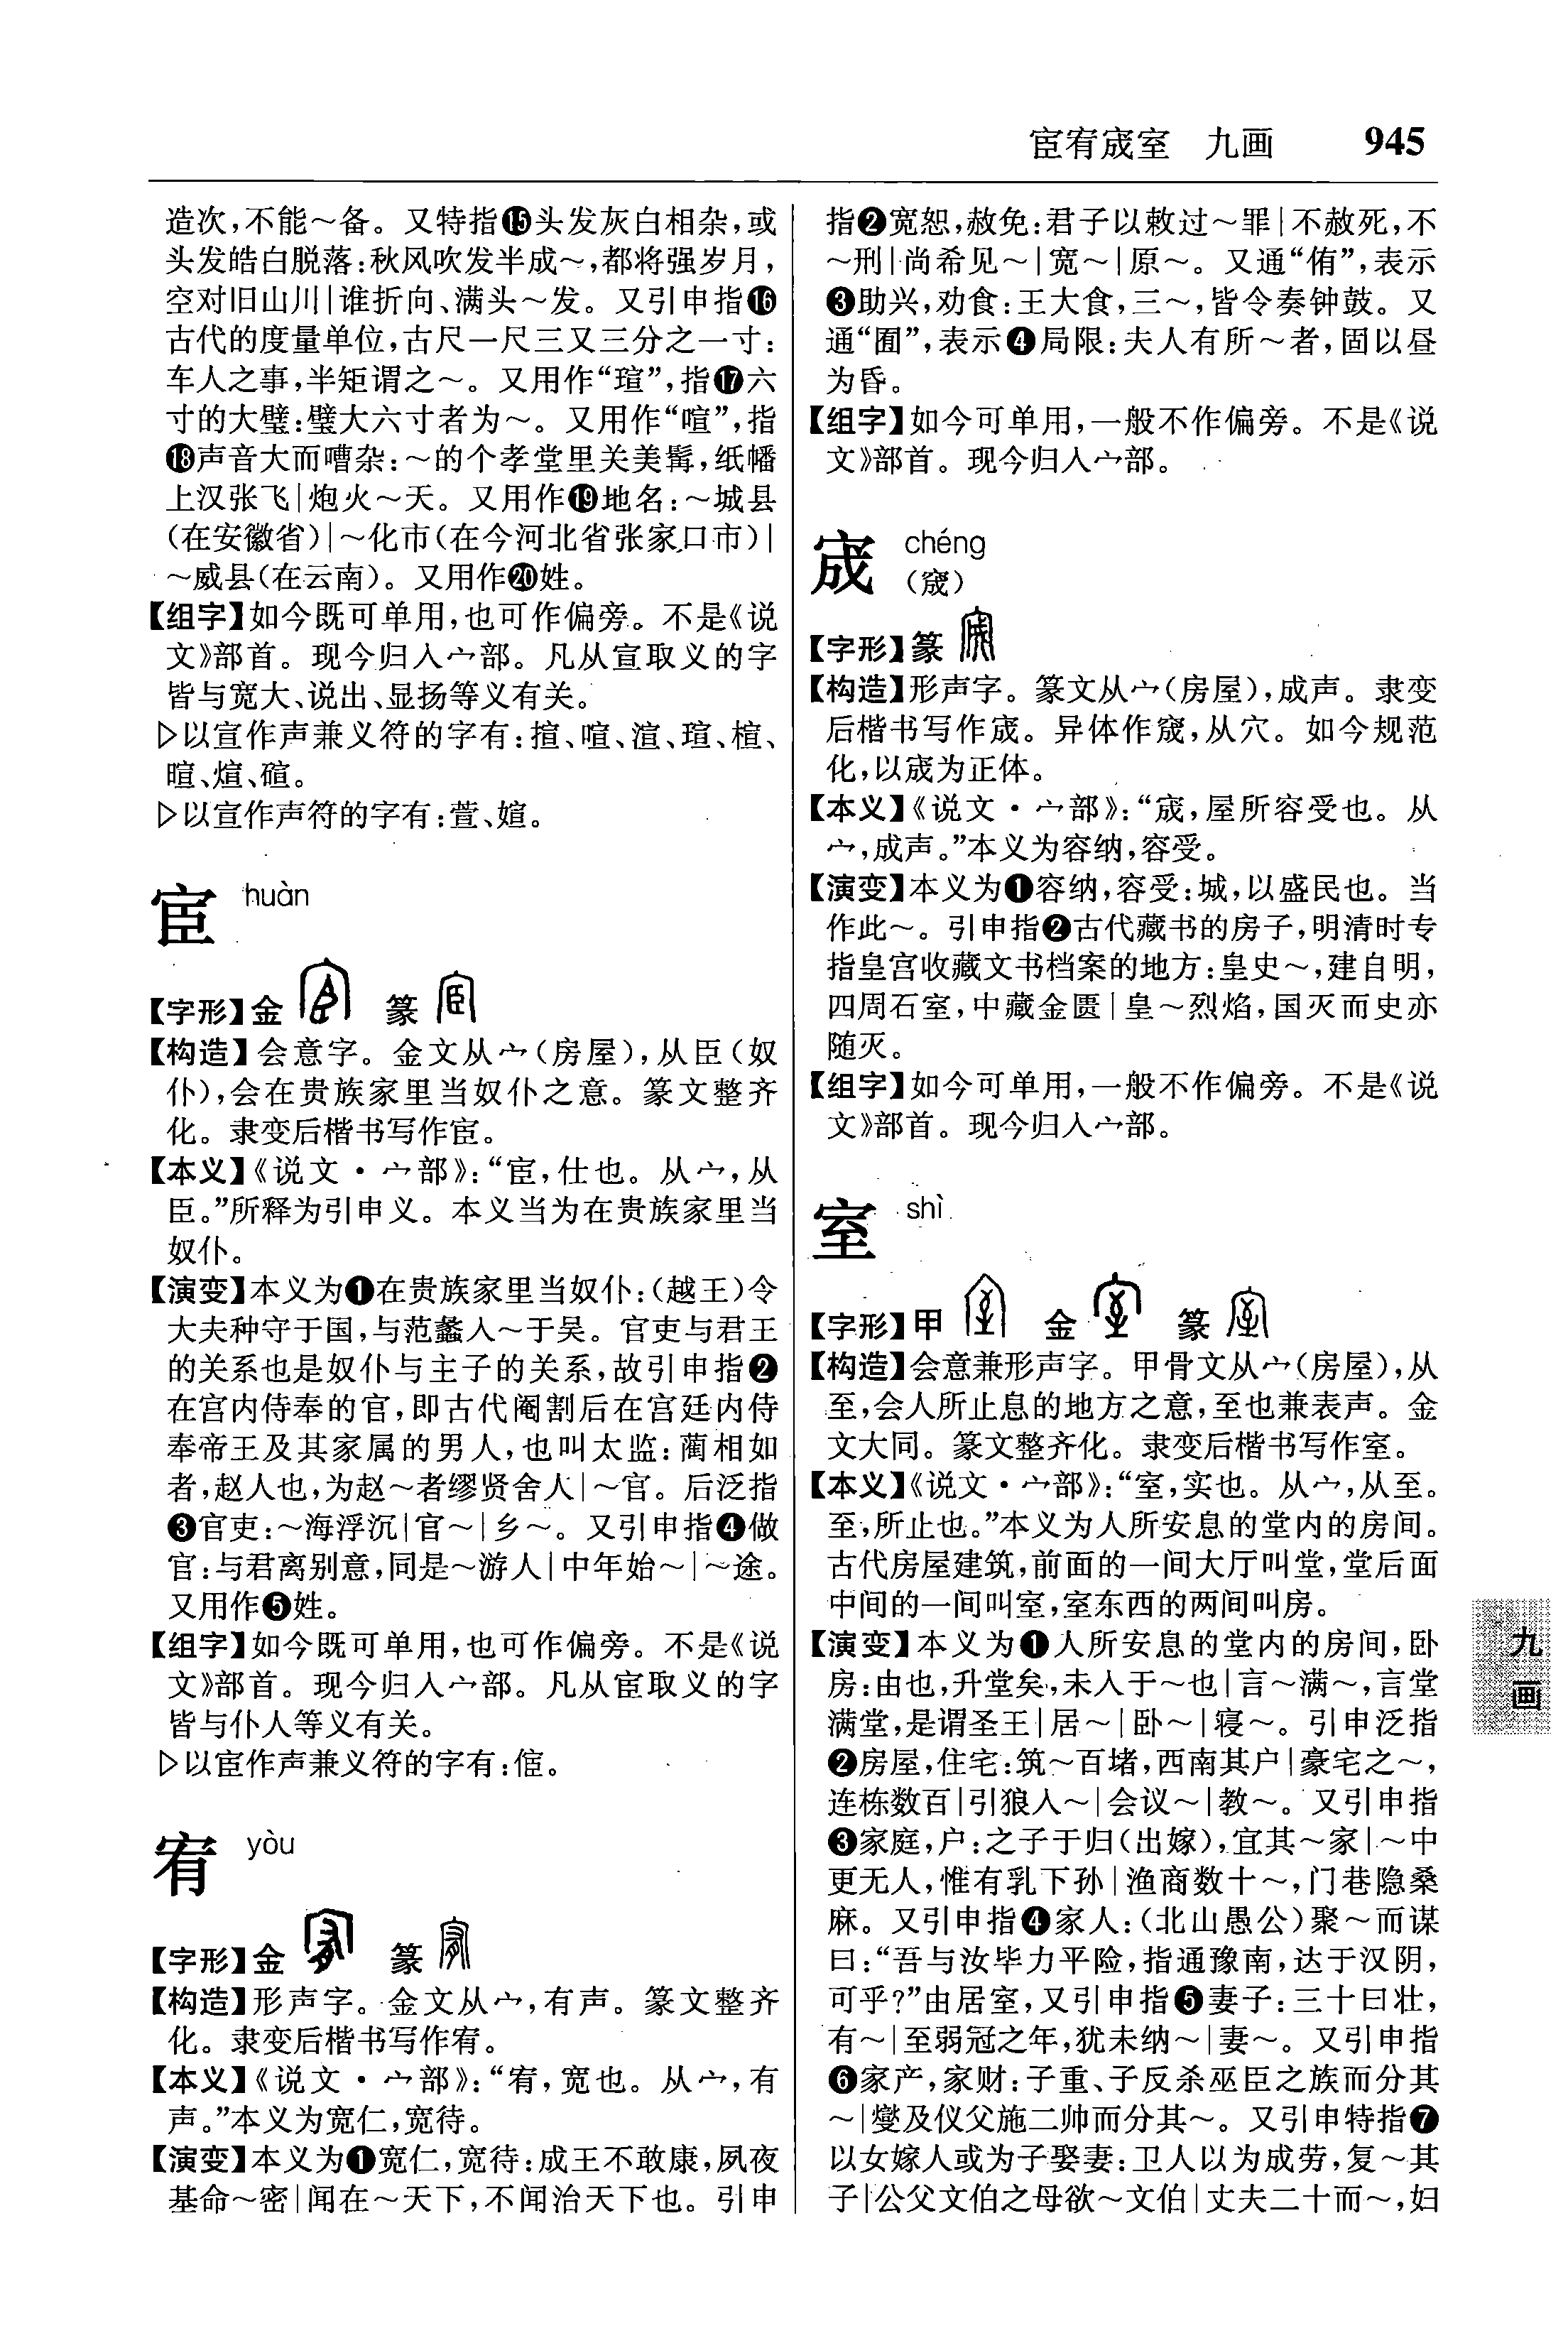 宦宥宬室 九画 945
造次,不能～备。又特指⓯头发灰白相杂,或
头发皓白脱落:秋风吹发半成～,都将强岁月,
空对旧山川|谁折向、满头～发。又引申指⓰
古代的度量单位,古尺一尺三又三分之一寸:
车人之事,半矩谓之～。又用作“瑄”,指⓱六
寸的大璧:璧大六寸者为～。又用作“喧”,指
⓲声音大而嘈杂:～的个孝堂里关美髯,纸幡
上汉张飞|炮火～天。又用作⓳地名:～城县
(在安徽省)|～化市(在今河北省张家口市)|
～威县(在云南)。又用作⓴姓。
【组字】如今既可单用,也可作偏旁。不是《说
文》部首。现今归入宀部。凡从宣取义的字
皆与宽大、说出、显扬等义有关。
▷以宣作声兼义符的字有:揎、喧、渲、瑄、楦、
暄、煊、碹。
▷以宣作声符的字有:萱、媗。
宦 huàn
【字形】金 篆
【构造】会意字。金文从宀(房屋),从臣(奴
仆),会在贵族家里当奴仆之意。篆文整齐
化。隶变后楷书写作宦。
【本义】《说文·宀部》:“宦,仕也。从宀,从
臣。”所释为引申义。本义当为在贵族家里当
奴仆。
【演变】本义为❶在贵族家里当奴仆:(越王)令
大夫种守于国,与范蠡入～于吴。官吏与君王
的关系也是奴仆与主子的关系,故引申指❷
在宫内侍奉的官,即古代阉割后在宫廷内侍
奉帝王及其家属的男人,也叫太监:蔺相如
者,赵人也,为赵～者缪贤舍人|～官。后泛指
❸官吏:～海浮沉|官～|乡～。又引申指❹做
官:与君离别意,同是～游人|中年始～|～途。
又用作❺姓。
【组字】如今既可单用,也可作偏旁。不是《说
文》部首。现今归入宀部。凡从宦取义的字
皆与仆人等义有关。
▷以宦作声兼义符的字有:倌。
宥 yòu
【字形】金 篆
【构造】形声字。金文从宀,有声。篆文整齐
化。隶变后楷书写作宥。
【本义】《说文·宀部》:“宥,宽也。从宀,有
声。”本义为宽仁,宽待。
【演变】本义为❶宽仁,宽待:成王不敢康,夙夜
基命～密|闻在～天下,不闻治天下也。引申
指❷宽恕,赦免:君子以敕过～罪|不赦死,不
～刑|尚希见～|宽～|原～。又通“侑”,表示
❸助兴,劝食:王大食,三～,皆令奏钟鼓。又
通“囿”,表示❹局限:夫人有所～者,固以昼
为昏。
【组字】如今可单用,一般不作偏旁。不是《说
文》部首。现今归入宀部。
宬 chéng
(窚)
【字形】篆
【构造】形声字。篆文从宀(房屋),成声。隶变
后楷书写作宬。异体作窚,从穴。如今规范
化,以宬为正体。
【本义】《说文·宀部》:“宬,屋所容受也。从
宀,成声。”本义为容纳,容受。
【演变】本义为❶容纳,容受:城,以盛民也。当
作此～。引申指❷古代藏书的房子,明清时专
指皇宫收藏文书档案的地方:皇史～,建自明,
四周石室,中藏金匮|皇～烈焰,国灭而史亦
随灭。
【组字】如今可单用,一般不作偏旁。不是《说
文》部首。现今归入宀部。
室 shì
【字形】甲 金 篆
【构造】会意兼形声字。甲骨文从宀(房屋),从
至,会人所止息的地方之意,至也兼表声。金
文大同。篆文整齐化。隶变后楷书写作室。
【本义】《说文·宀部》:“室,实也。从宀,从至。
至,所止也。”本义为人所安息的堂内的房间。
古代房屋建筑,前面的一间大厅叫堂,堂后面
中间的一间叫室,室东西的两间叫房。
【演变】本义为❶人所安息的堂内的房间,卧
房:由也,升堂矣,未入于～也|言～满～,言堂
满堂,是谓圣王|居～|卧～|寝～。引申泛指
❷房屋,住宅:筑～百堵,西南其户|豪宅之～,
连栋数百|引狼入～|会议～|教～。又引申指
❸家庭,户:之子于归(出嫁),宜其～家|～中
更无人,惟有乳下孙|渔商数十～,门巷隐桑
麻。又引申指❹家人:(北山愚公)聚～而谋
曰:“吾与汝毕力平险,指通豫南,达于汉阴,
可乎?”由居室,又引申指❺妻子:三十曰壮,
有～|至弱冠之年,犹未纳～|妻～。又引申指
❻家产,家财:子重、子反杀巫臣之族而分其
～|燮及仪父施二帅而分其～。又引申特指❼
以女嫁人或为子娶妻:卫人以为成劳,复～其
子|公父文伯之母欲～文伯|丈夫二十而～,妇
九画